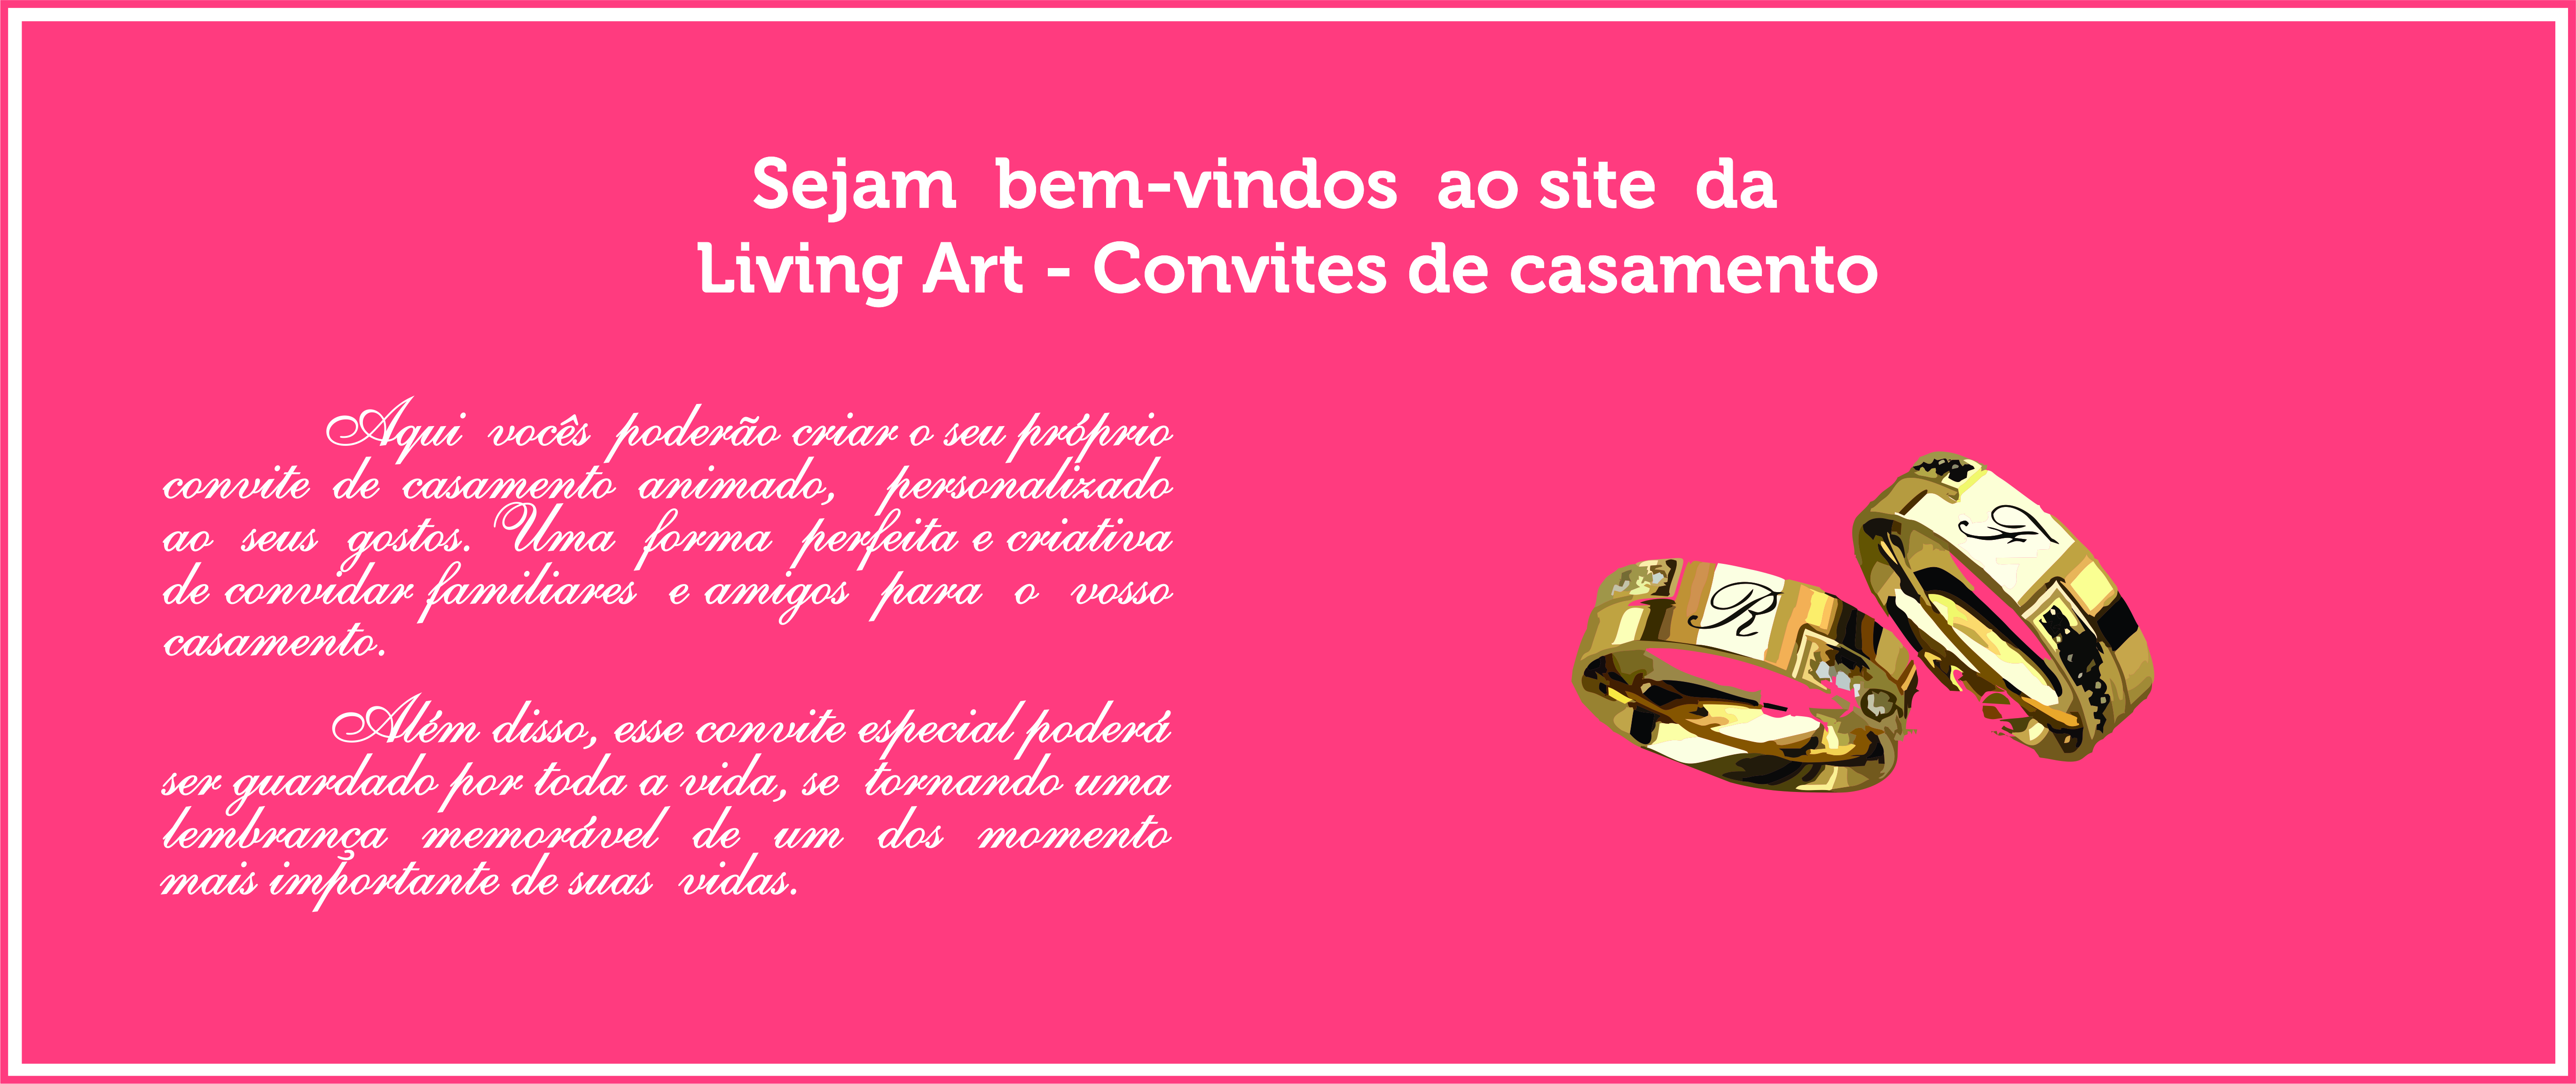 Sejam bem-vindos ao site da
Living Art - Convites de casamento
Aqui vocês poderão criar o seu próprio
convite de casamento animado, personalizado
ao seus gostos. Uma forma perfeita e criativa
de convidar familiares e amigos para o vosso
casamento.
Além disso, esse convite especial poderá
ser guardado por toda a vida, se tornando uma
lembrança memorável de um dos momento
mais importante de suas vidas.
R
F